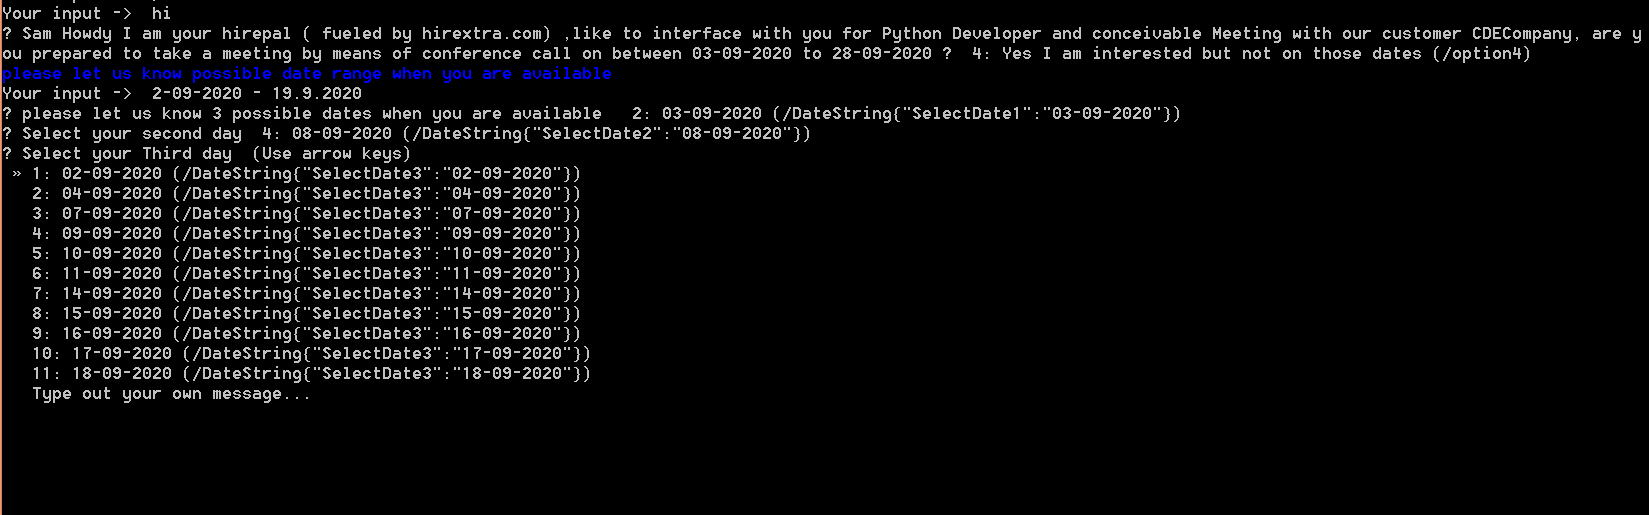 Your input ->  hi
? Sam Howdy I am your hirepal ( fueled by hirextra.com) ,like to interface with you for Python Developer and conceivable Meeting with our customer CDECompany, are y
ou prepared to take a meeting by means of conference call on between 03-09-2020 to 28-09-2020 ?  4: Yes I am interested but not on those dates (/option4)
please let us know possible date range when you are available
Your input ->  2-09-2020 - 19.9.2020
? please let us know 3 possible dates when you are available   2: 03-09-2020 (/DateString{"SelectDate1":"03-09-2020"})
? Select your second day  4: 08-09-2020 (/DateString{"SelectDate2":"08-09-2020"})
? Select your Third day  (Use arrow keys)
» 1: 02-09-2020 (/DateString{"SelectDate3":"02-09-2020"})
2: 04-09-2020 (/DateString{"SelectDate3":"04-09-2020"})
3: 07-09-2020 (/DateString{"SelectDate3":"07-09-2020"})
4: 09-09-2020 (/DateString{"SelectDate3":"09-09-2020"})
5: 10-09-2020 (/DateString{"SelectDate3":"10-09-2020"})
6: 11-09-2020 (/DateString{"SelectDate3":"11-09-2020"})
7: 14-09-2020 (/DateString{"SelectDate3":"14-09-2020"})
8: 15-09-2020 (/DateString{"SelectDate3":"15-09-2020"})
9: 16-09-2020 (/DateString{"SelectDate3":"16-09-2020"})
10: 17-09-2020 (/DateString{"SelectDate3":"17-09-2020"})
11: 18-09-2020 (/DateString{"SelectDate3":"18-09-2020"})
Type out your own message...